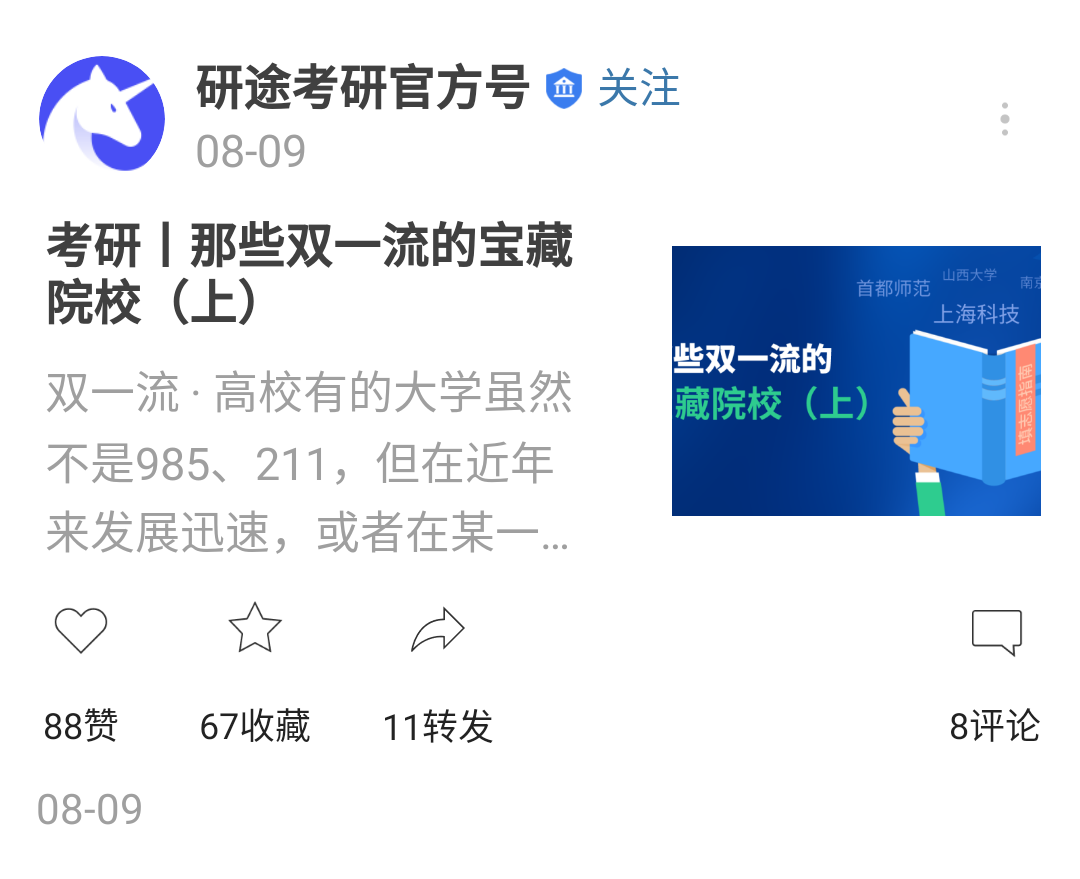 研途考研官方号 关注
08-09
考研丨那些双一流的宝藏
院校（上）
双一流 · 高校有的大学虽然
不是985、211，但在近年
来发展迅速，或者在某一...
山西大学
首都师范
南京
上海科技
些双一流的
藏院校（上）
填志愿指南
88赞 67收藏 11转发 8评论
08-09